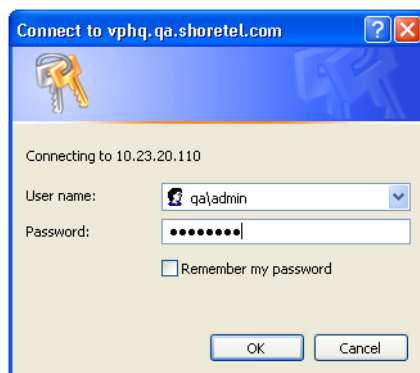 Connect to vphq.qa.shoretel.com
Connecting to 10.23.20.110
User name: qa\admin
Password: ●●●●●●●●
Remember my password
OK Cancel